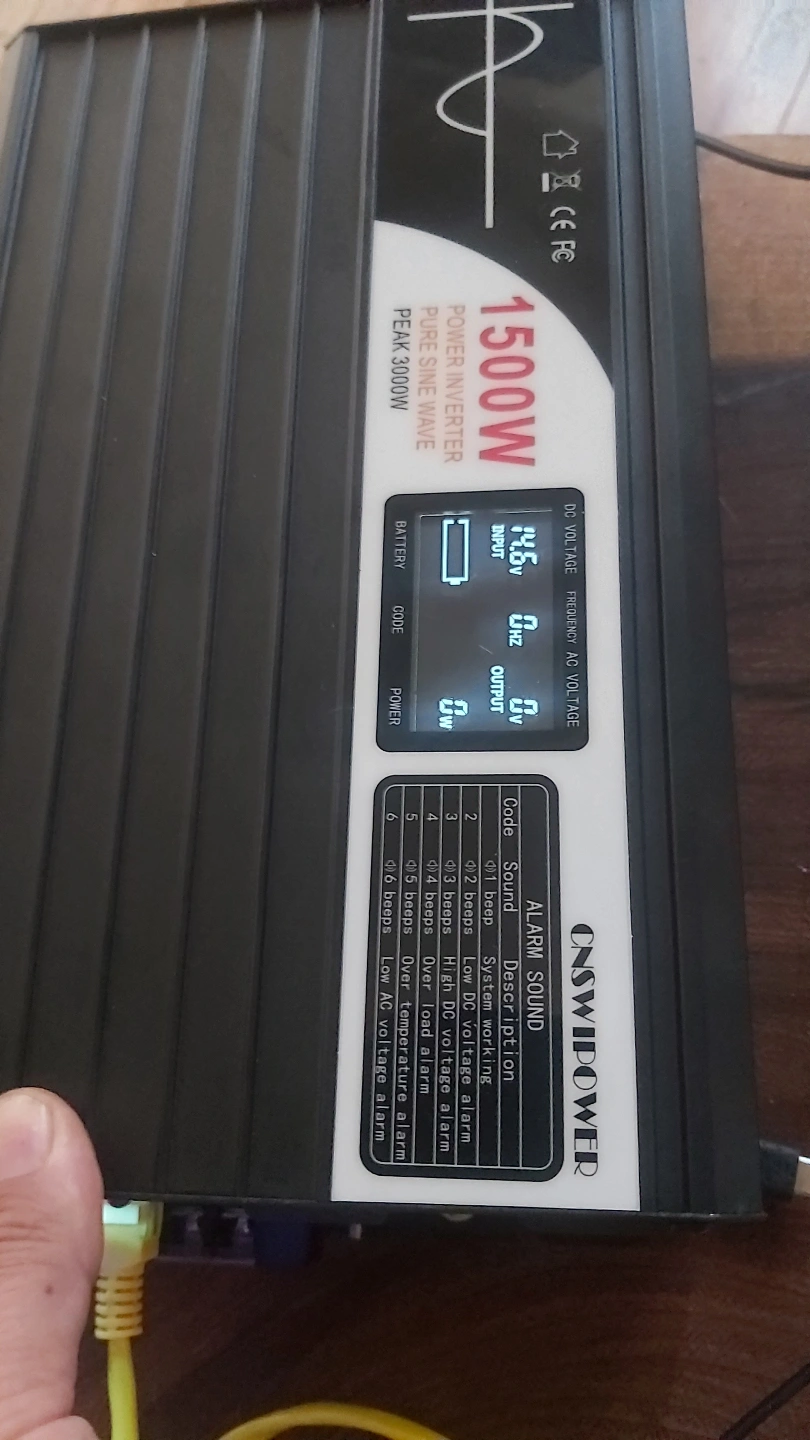 CE FC
1500W
POWER INVERTER
PURE SINE WAVE
PEAK 3000W
DC VOLTAGE FREQUENCY AC VOLTAGE
14.6V 0HZ 0V
INPUT OUTPUT
0W
BATTERY CODE POWER
CNSWIPOWER
ALARM SOUND
Code Sound Description
1 beep System working
2 2 beeps Low DC voltage alarm
3 3 beeps High DC voltage alarm
4 4 beeps Over load alarm
5 5 beeps Over temperature alarm
6 6 beeps Low AC voltage alarm